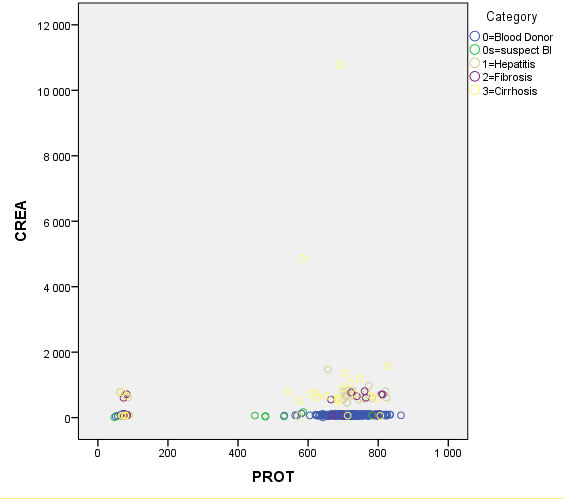 Category
0=Blood Donor
0s=suspect Bl
1=Hepatitis
2=Fibrosis
3=Cirrhosis
12 000
10 000
8 000
6 000
4 000
2 000
0
CREA
0 200 400 600 800 1 000
PROT